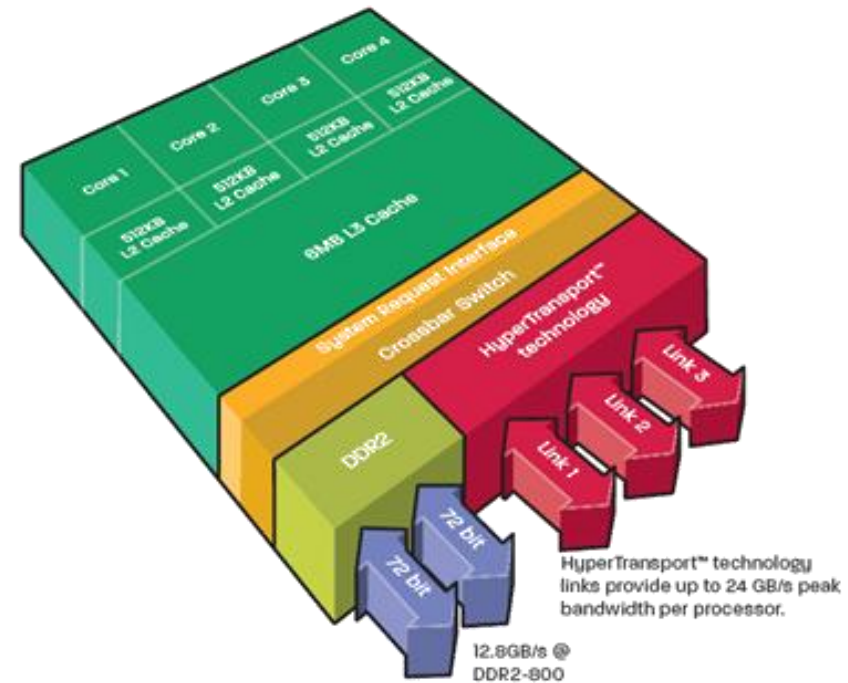 Core 1
Core 2
Core 3
Core 4
512KB
L2 Cache
512KB
L2 Cache
512KB
L2 Cache
512KB
L2 Cache
6MB L3 Cache
System Request Interface
Crossbar Switch
DDR2
HyperTransport™
technology
Link 1
Link 2
Link 3
72 bit
72 bit
HyperTransport™ technology
links provide up to 24 GB/s peak
bandwidth per processor.
12.8GB/s @
DDR2-800